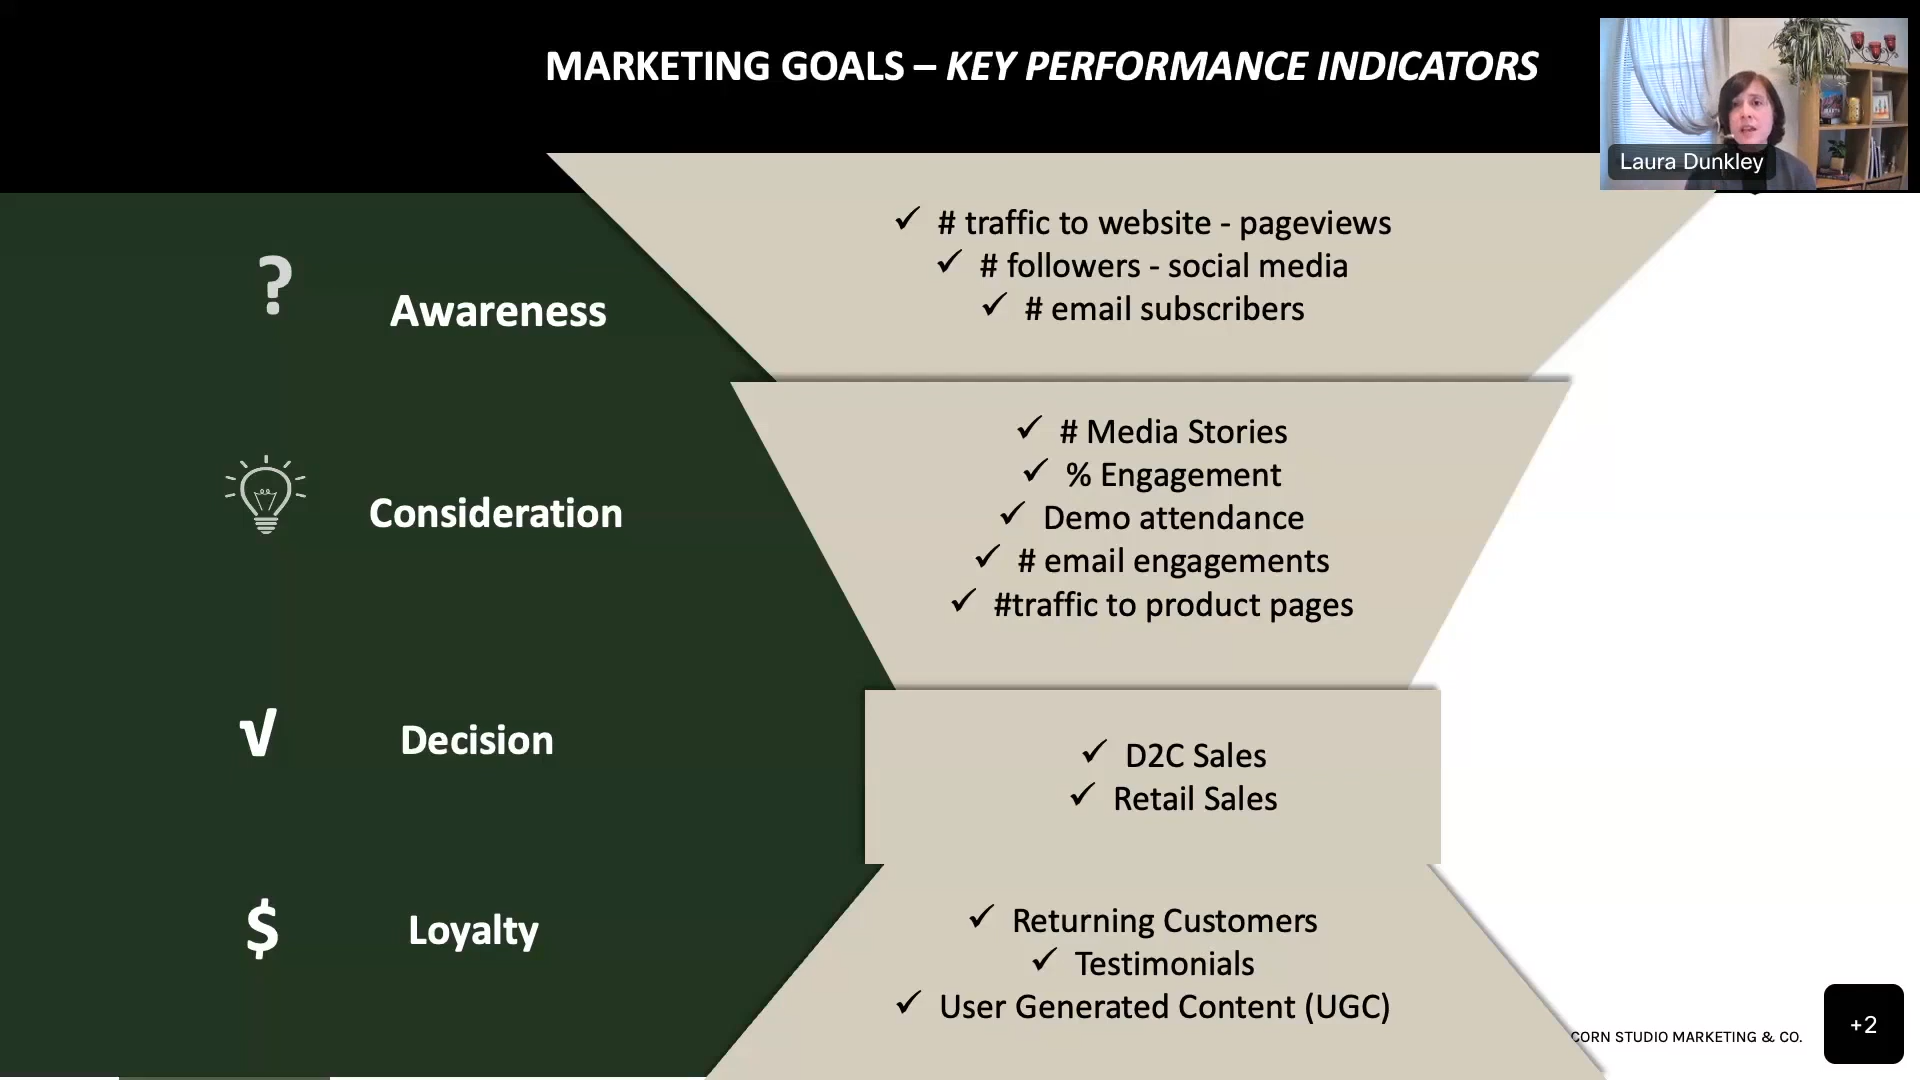 MARKETING GOALS – KEY PERFORMANCE INDICATORS
Laura Dunkley
?
Awareness
✓ # traffic to website - pageviews
✓ # followers - social media
✓ # email subscribers
Consideration
✓ # Media Stories
✓ % Engagement
✓ Demo attendance
✓ # email engagements
✓ #traffic to product pages
√
Decision
✓ D2C Sales
✓ Retail Sales
$
Loyalty
✓ Returning Customers
✓ Testimonials
✓ User Generated Content (UGC)
CORN STUDIO MARKETING & CO.
+2